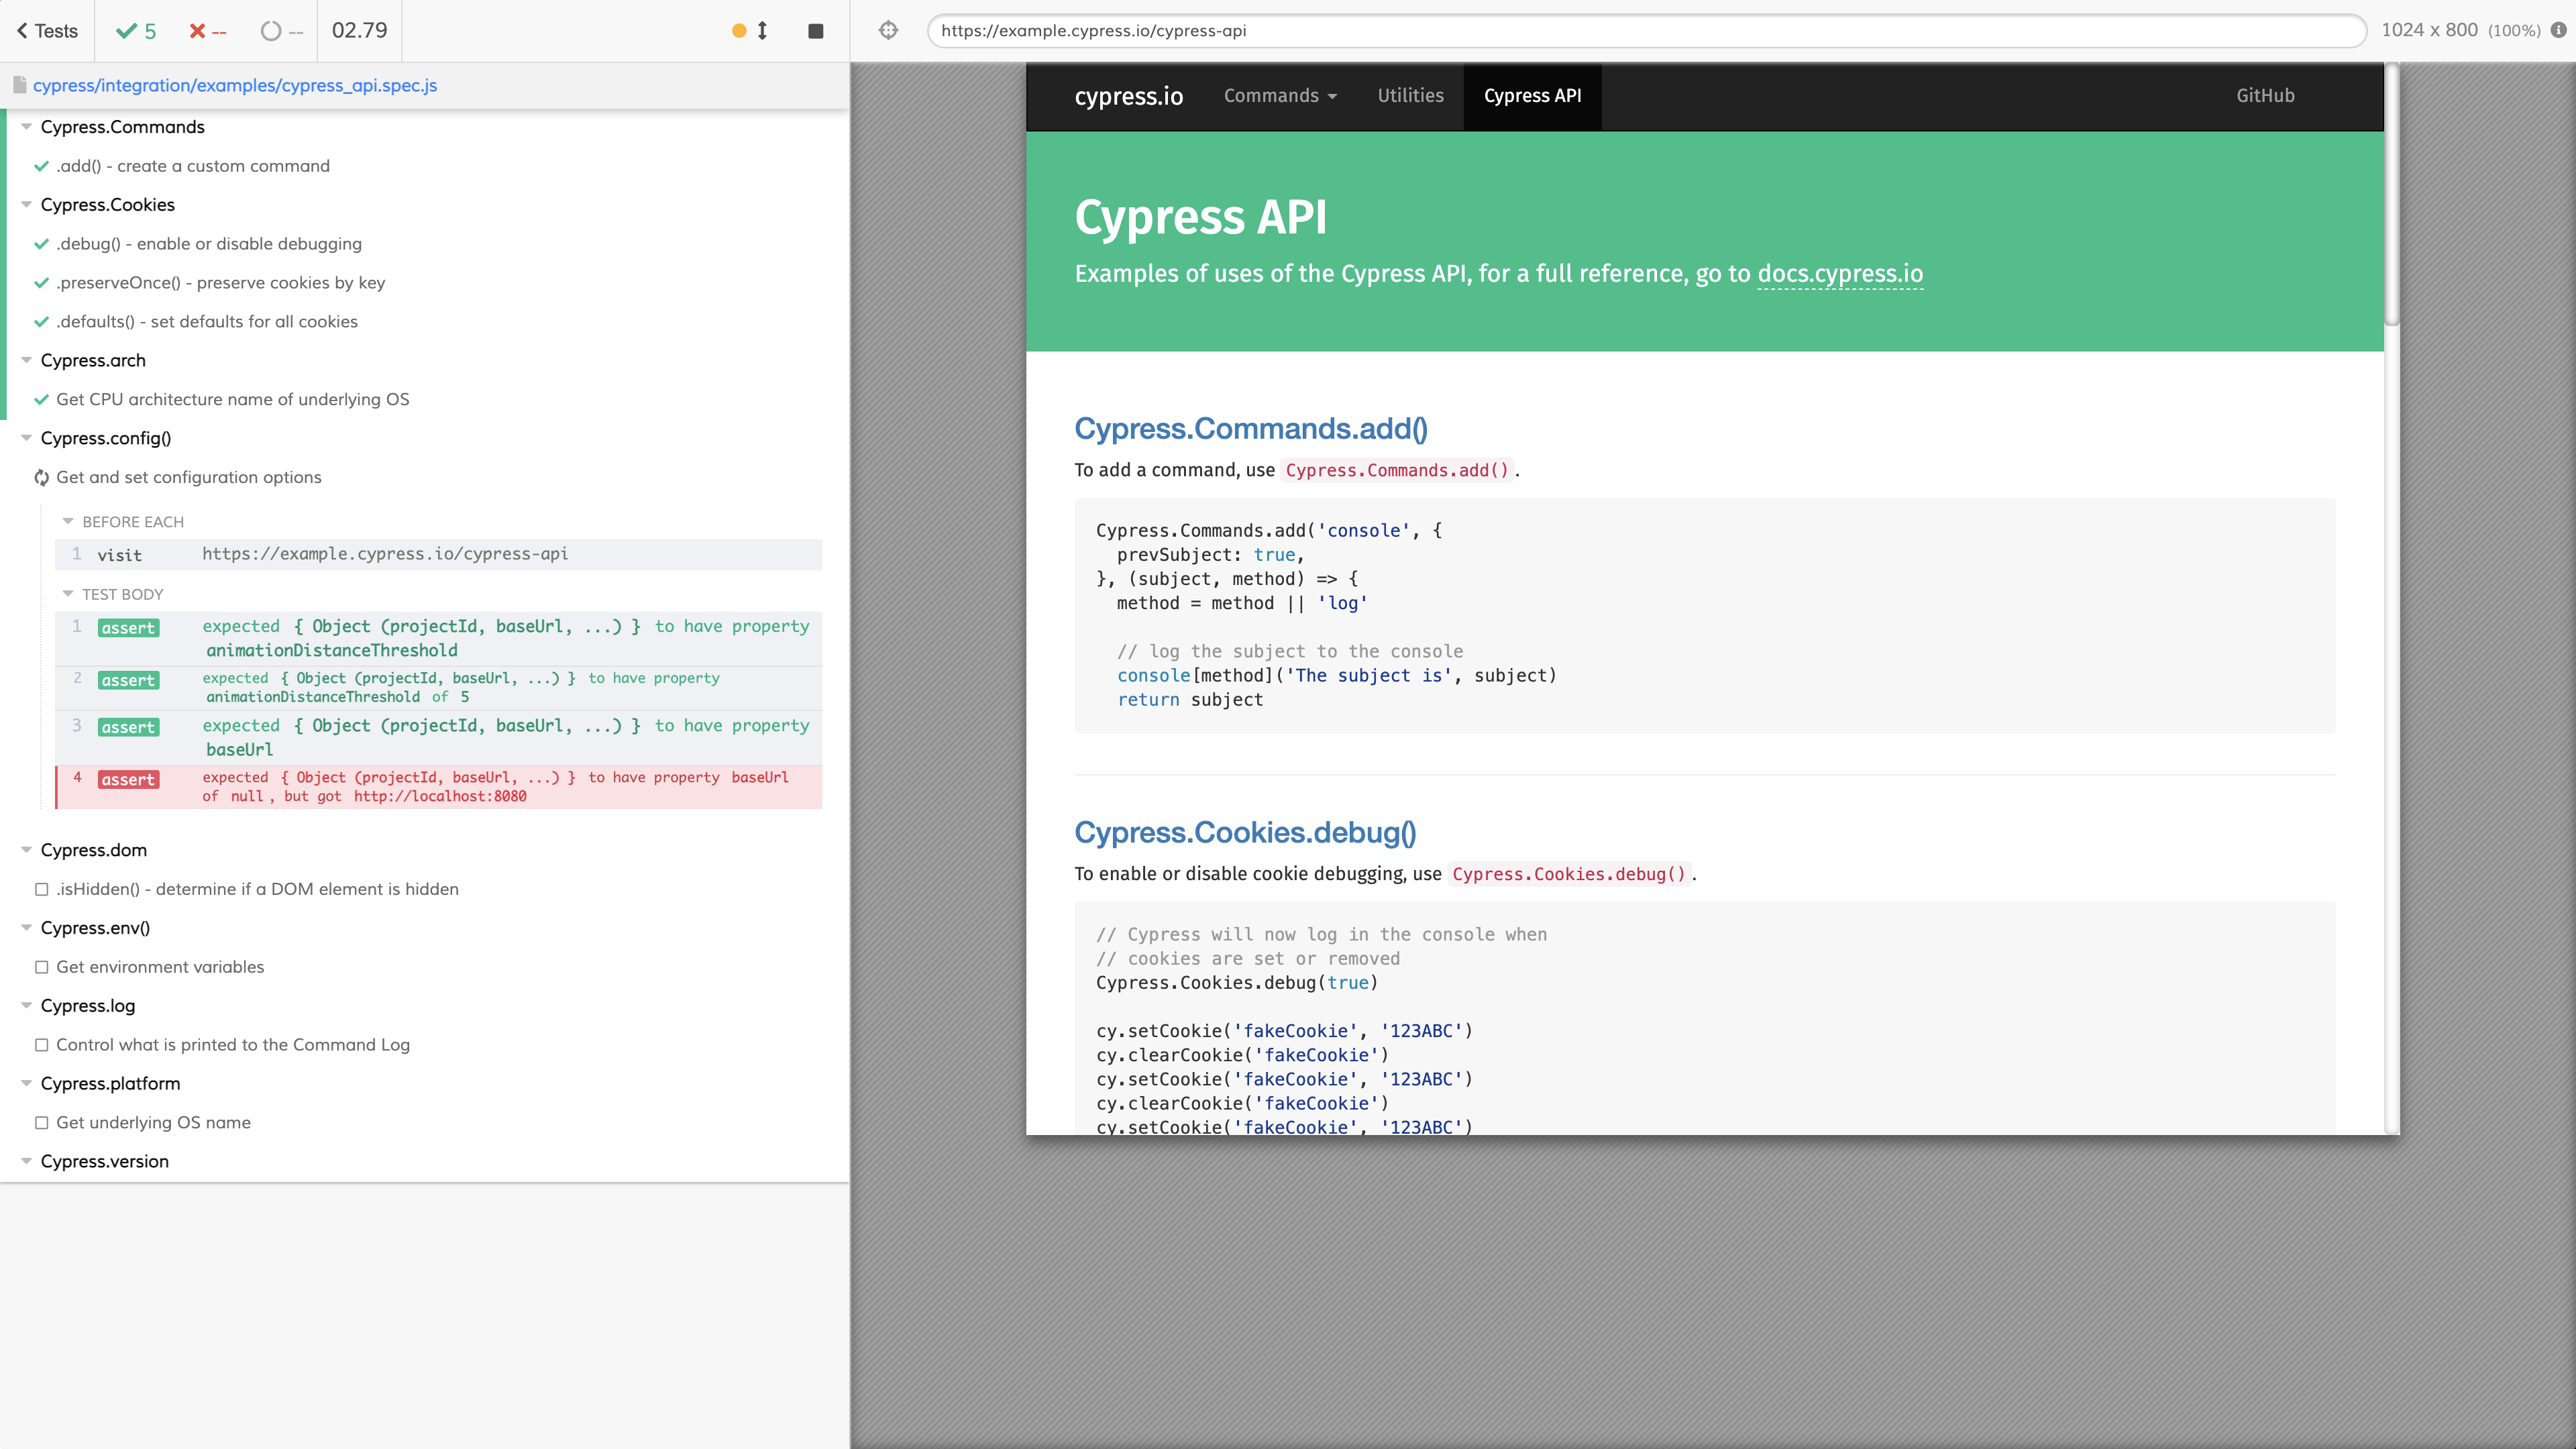 Tests
5
--
--
02.79
cypress/integration/examples/cypress_api.spec.js
Cypress.Commands
.add() - create a custom command
Cypress.Cookies
.debug() - enable or disable debugging
.preserveOnce() - preserve cookies by key
.defaults() - set defaults for all cookies
Cypress.arch
Get CPU architecture name of underlying OS
Cypress.config()
Get and set configuration options
BEFORE EACH
1 visit https://example.cypress.io/cypress-api
TEST BODY
1 assert expected { Object (projectId, baseUrl, ...) } to have property
animationDistanceThreshold
2 assert expected { Object (projectId, baseUrl, ...) } to have property
animationDistanceThreshold of 5
3 assert expected { Object (projectId, baseUrl, ...) } to have property
baseUrl
4 assert expected { Object (projectId, baseUrl, ...) } to have property baseUrl
of null , but got http://localhost:8080
Cypress.dom
.isHidden() - determine if a DOM element is hidden
Cypress.env()
Get environment variables
Cypress.log
Control what is printed to the Command Log
Cypress.platform
Get underlying OS name
Cypress.version
https://example.cypress.io/cypress-api
1024 x 800 (100%)
cypress.io Commands Utilities Cypress API GitHub
Cypress API
Examples of uses of the Cypress API, for a full reference, go to docs.cypress.io
Cypress.Commands.add()
To add a command, use Cypress.Commands.add() .
Cypress.Commands.add('console', {
  prevSubject: true,
}, (subject, method) => {
  method = method || 'log'
  // log the subject to the console
  console[method]('The subject is', subject)
  return subject
Cypress.Cookies.debug()
To enable or disable cookie debugging, use Cypress.Cookies.debug() .
// Cypress will now log in the console when
// cookies are set or removed
Cypress.Cookies.debug(true)
cy.setCookie('fakeCookie', '123ABC')
cy.clearCookie('fakeCookie')
cy.setCookie('fakeCookie', '123ABC')
cy.clearCookie('fakeCookie')
cy.setCookie('fakeCookie', '123ABC')